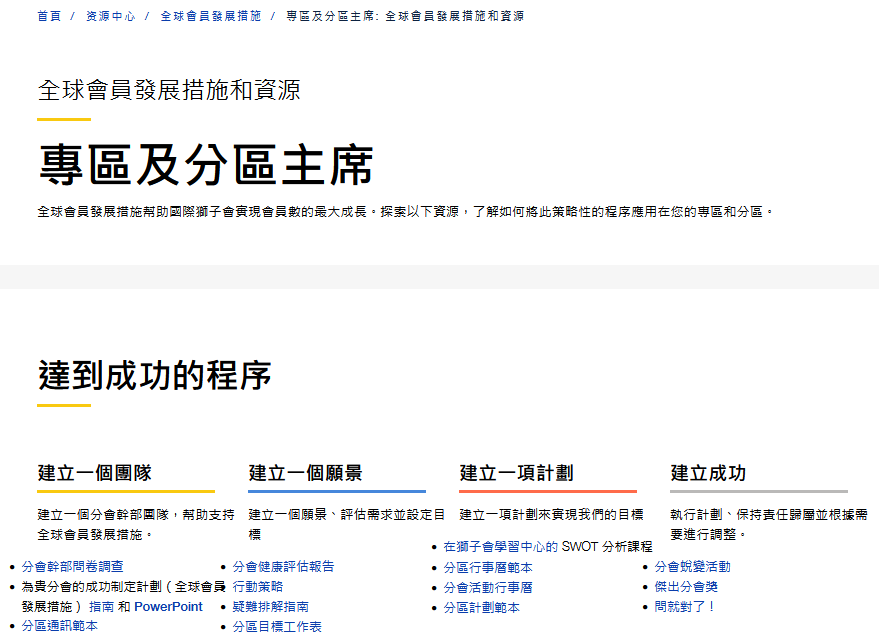 首頁 / 资源中心 / 全球會員發展措施 / 專區及分區主席: 全球會員發展措施和資源
全球會員發展措施和資源
專區及分區主席
全球會員發展措施幫助國際獅子會實現會員數的最大成長。探索以下資源，了解如何將此策略性的程序應用在您的專區和分區。
達到成功的程序
建立一個團隊
建立一個分會幹部團隊，幫助支持
全球會員發展措施。
分會幹部問卷調查
為貴分會的成功制定計劃 ( 全球會員
發展措施 ) 指南 和 PowerPoint
分區通訊範本
建立一個願景
建立一個願景、評估需求並設定目
標
分會健康評估報告
行動策略
疑難排解指南
分區目標工作表
建立一項計劃
建立一項計劃來實現我們的目標
在獅子會學習中心的 SWOT 分析課程
分區行事曆範本
分會活動行事曆
分區計劃範本
建立成功
執行計劃、保持責任歸屬並根據需
要進行調整。
分會蛻變活動
傑出分會獎
問就對了！